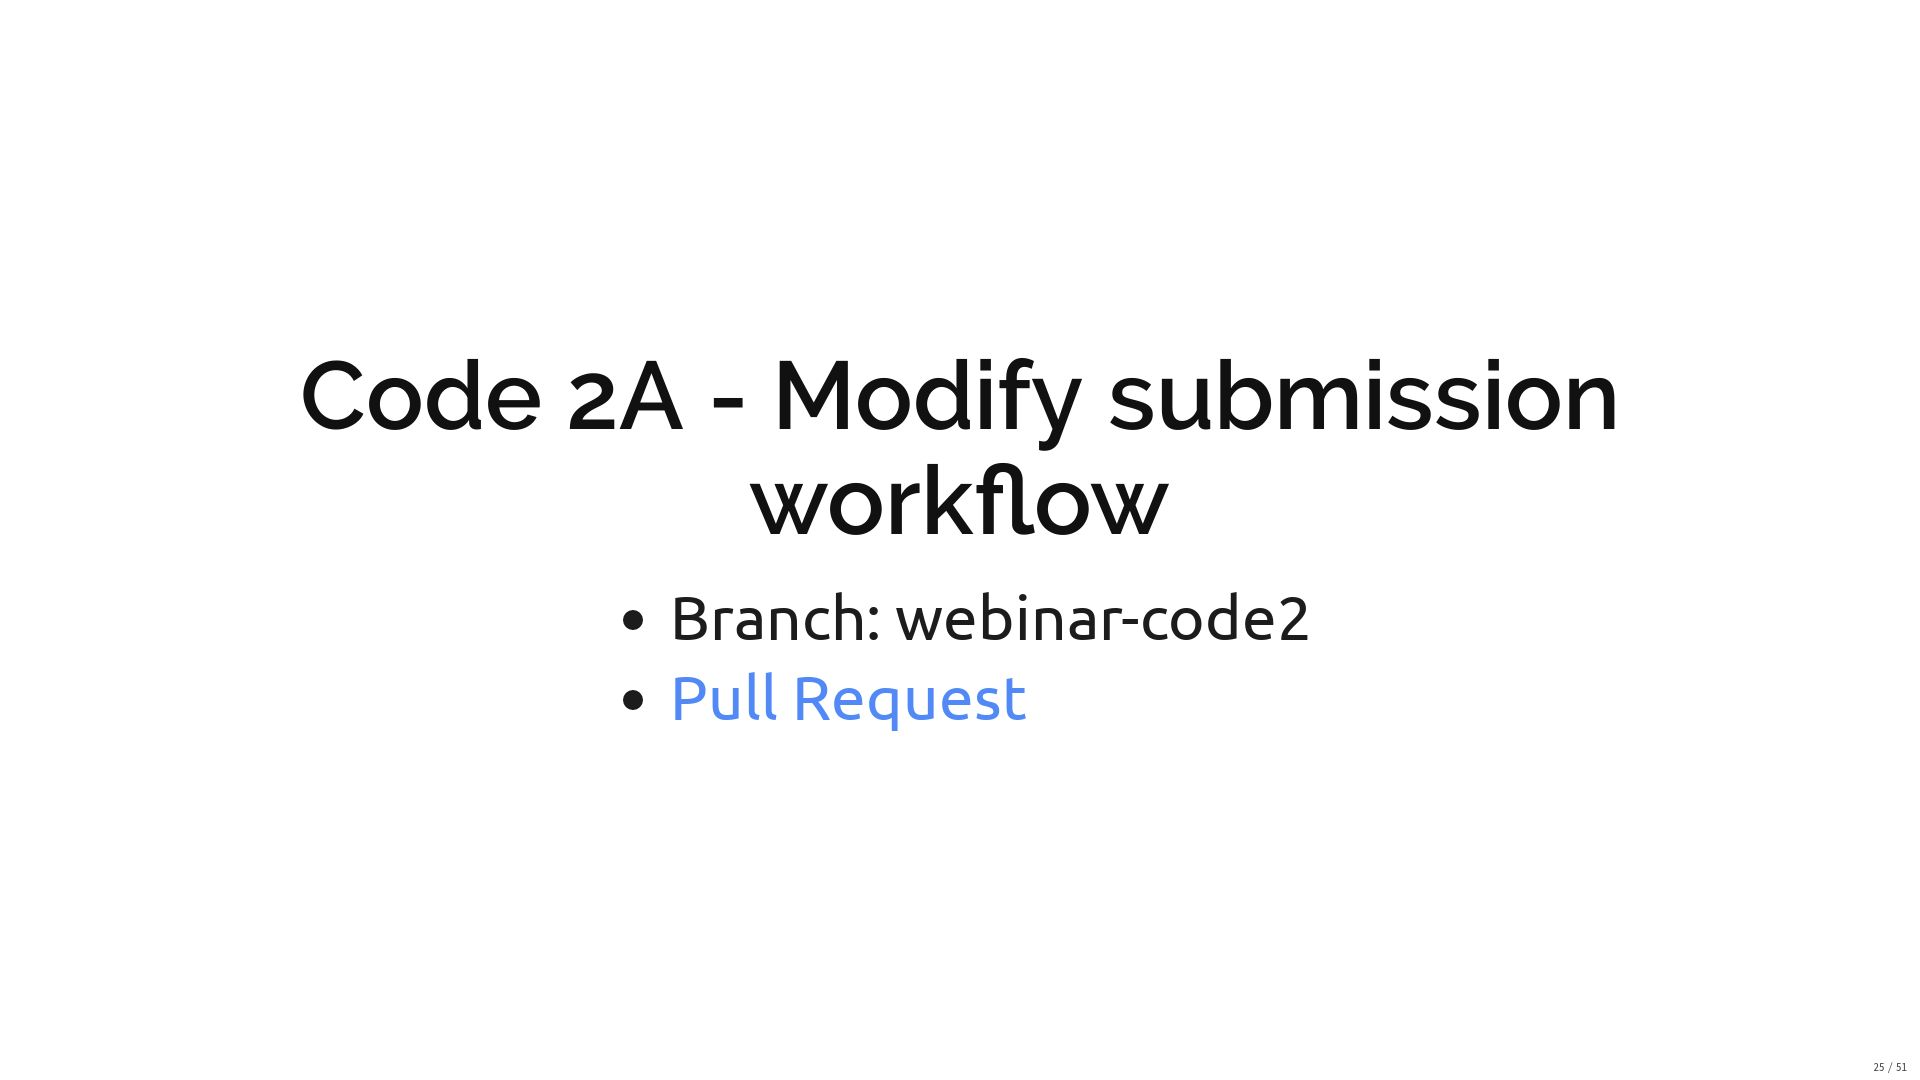 Code 2A - Modify submission
workflow
• Branch: webinar-code2
• Pull Request
25 / 51